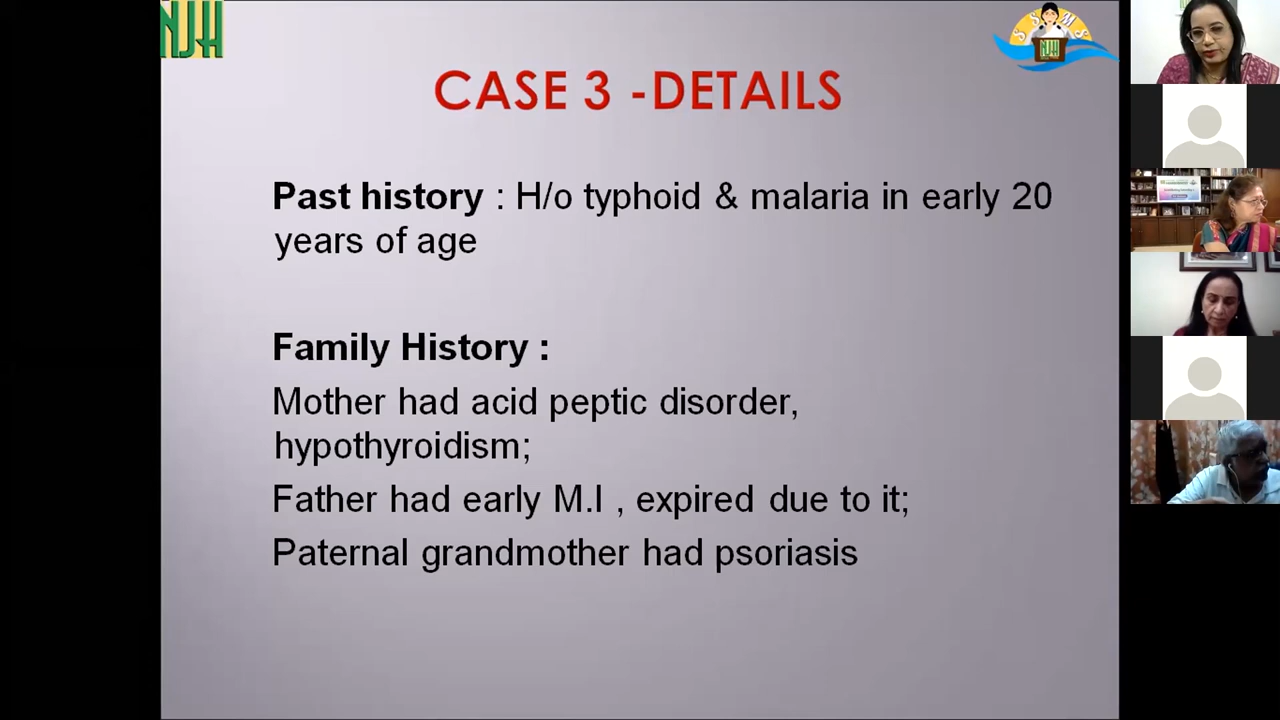 NJH
S S M S
NJH
CASE 3 -DETAILS
Past history : H/o typhoid & malaria in early 20
years of age
Family History :
Mother had acid peptic disorder,
hypothyroidism;
Father had early M.I , expired due to it;
Paternal grandmother had psoriasis